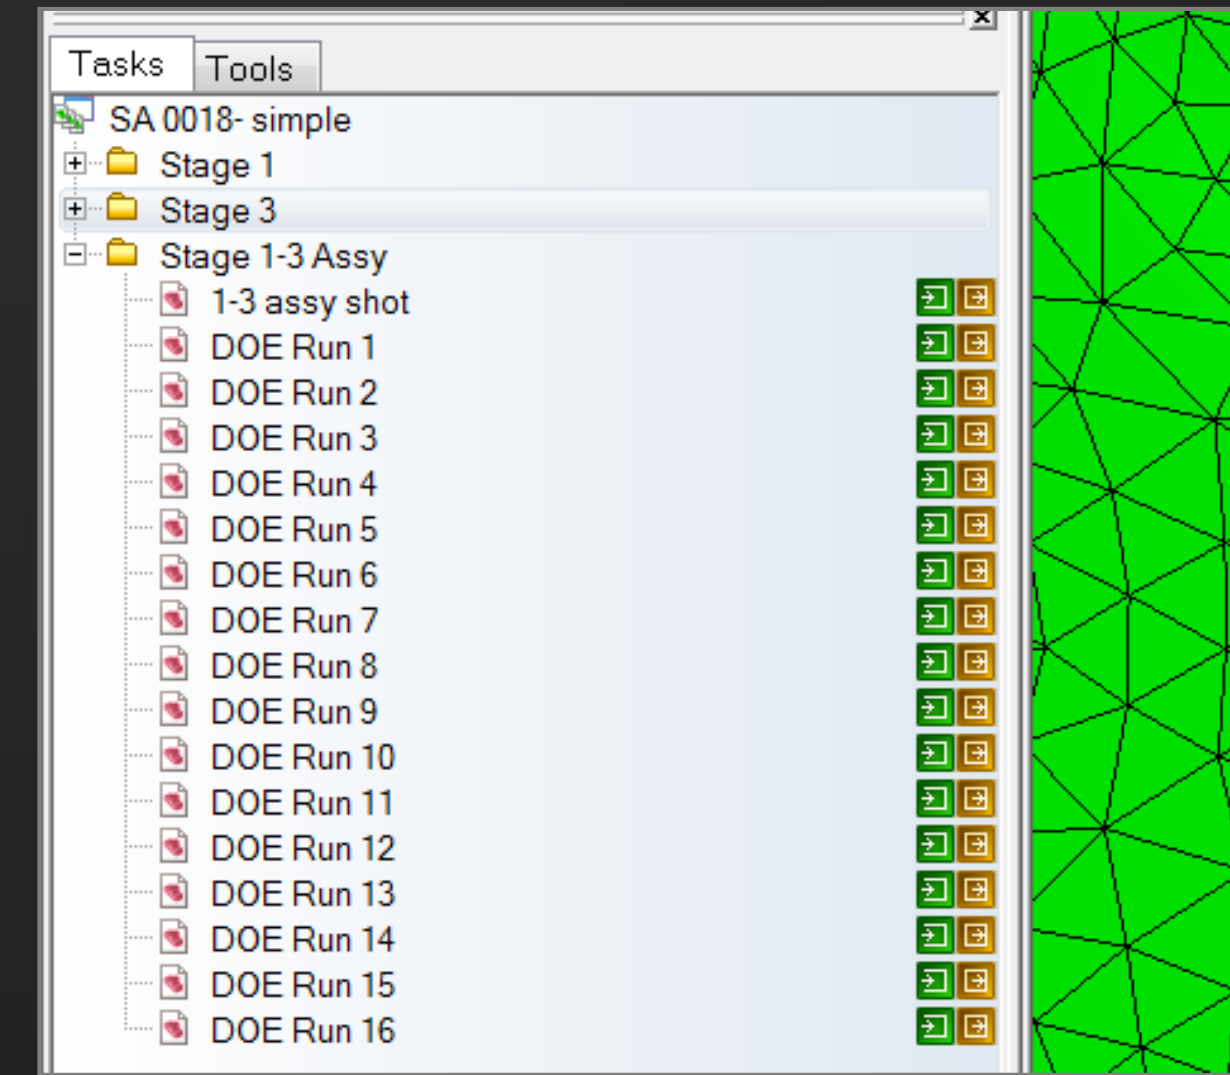 Tasks
Tools
SA 0018- simple
Stage 1
Stage 3
Stage 1-3 Assy
1-3 assy shot
DOE Run 1
DOE Run 2
DOE Run 3
DOE Run 4
DOE Run 5
DOE Run 6
DOE Run 7
DOE Run 8
DOE Run 9
DOE Run 10
DOE Run 11
DOE Run 12
DOE Run 13
DOE Run 14
DOE Run 15
DOE Run 16